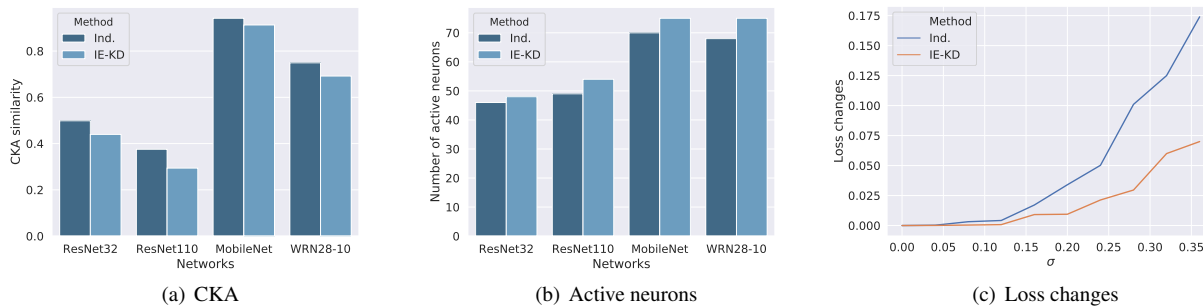 Method
Ind.
IE-KD
CKA similarity
0.8
0.6
0.4
0.2
0.0
ResNet32 ResNet110 MobileNet WRN28-10
Networks
(a) CKA
Method
Ind.
IE-KD
Number of active neurons
70
60
50
40
30
20
10
0
ResNet32 ResNet110 MobileNet WRN28-10
Networks
(b) Active neurons
Method
Ind.
IE-KD
Loss changes
0.175
0.150
0.125
0.100
0.075
0.050
0.025
0.000
0.00 0.05 0.10 0.15 0.20 0.25 0.30 0.35
σ
(c) Loss changes